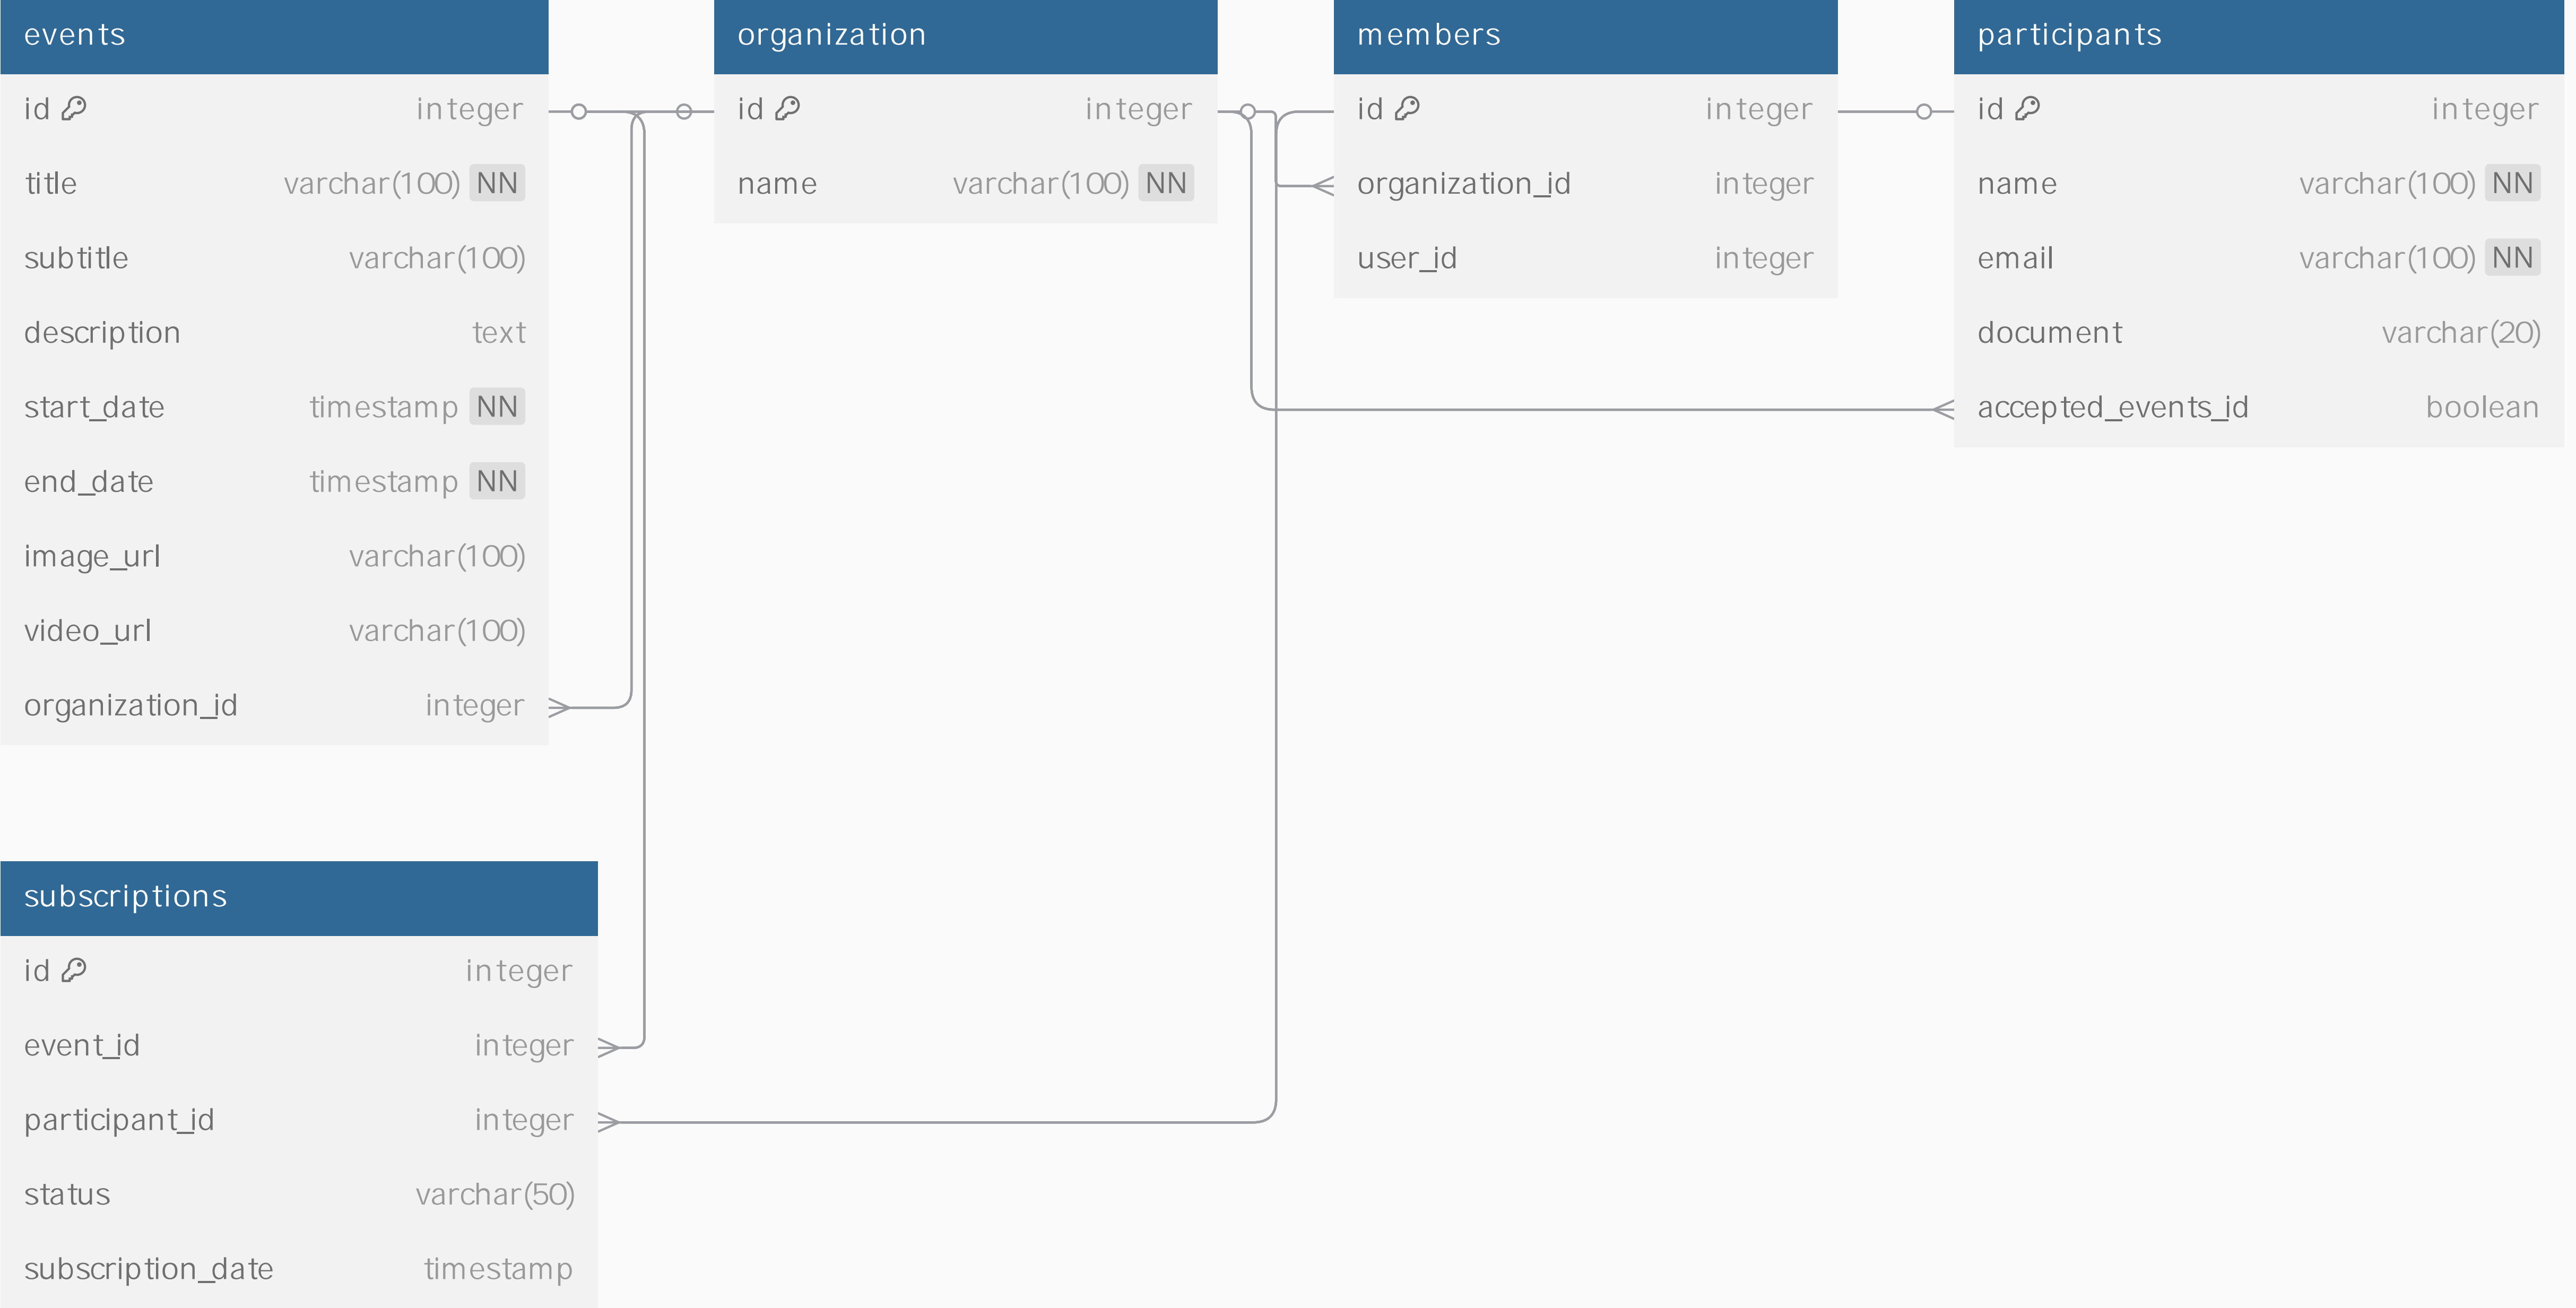 events
id integer
title varchar(100) NN
subtitle varchar(100)
description text
start_date timestamp NN
end_date timestamp NN
image_url varchar(100)
video_url varchar(100)
organization_id integer
organization
id integer
name varchar(100) NN
members
id integer
organization_id integer
user_id integer
participants
id integer
name varchar(100) NN
email varchar(100) NN
document varchar(20)
accepted_events_id boolean
subscriptions
id integer
event_id integer
participant_id integer
status varchar(50)
subscription_date timestamp